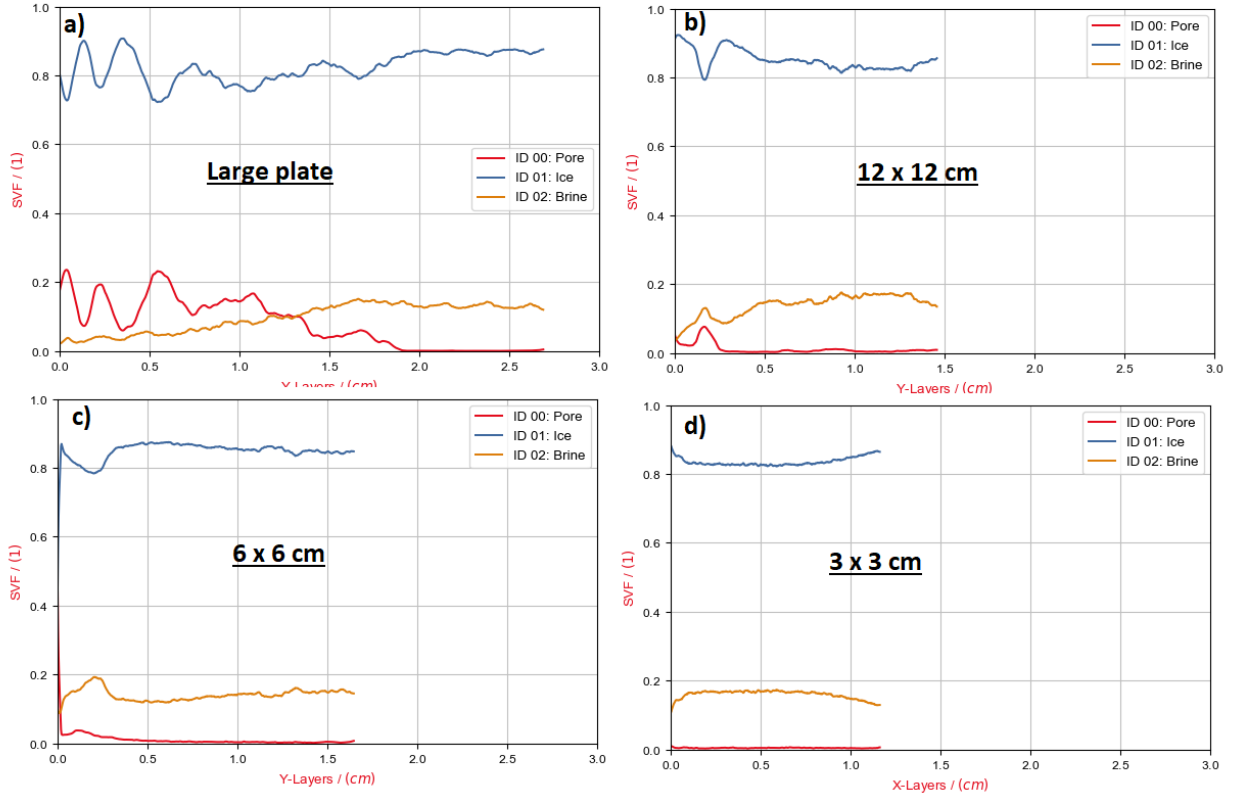 a)
1.0
0.8
0.6
0.4
0.2
0.0
SVF / (1)
Large plate
ID 00: Pore
ID 01: Ice
ID 02: Brine
0.0 0.5 1.0 1.5 2.0 2.5 3.0
Y-Layers / (cm)
b)
1.0
0.8
0.6
0.4
0.2
0.0
SVF / (1)
ID 00: Pore
ID 01: Ice
ID 02: Brine
12 x 12 cm
0.0 0.5 1.0 1.5 2.0 2.5 3.0
Y-Layers / (cm)
c)
1.0
0.8
0.6
0.4
0.2
0.0
SVF / (1)
ID 00: Pore
ID 01: Ice
ID 02: Brine
6 x 6 cm
0.0 0.5 1.0 1.5 2.0 2.5 3.0
Y-Layers / (cm)
d)
1.0
0.8
0.6
0.4
0.2
0.0
SVF / (1)
ID 00: Pore
ID 01: Ice
ID 02: Brine
3 x 3 cm
0.0 0.5 1.0 1.5 2.0 2.5 3.0
X-Layers / (cm)